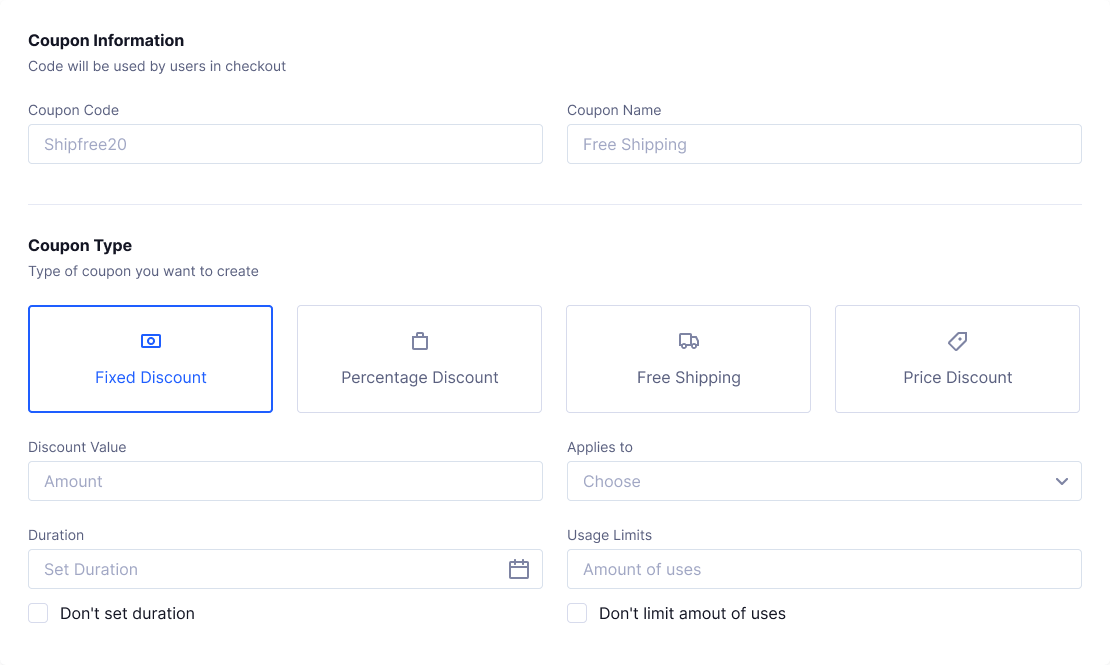 Coupon Information
Code will be used by users in checkout
Coupon Code
Coupon Name
Shipfree20
Free Shipping
Coupon Type
Type of coupon you want to create
Fixed Discount
Percentage Discount
Free Shipping
Price Discount
Discount Value
Applies to
Amount
Choose
Duration
Usage Limits
Set Duration
Amount of uses
Don't set duration
Don't limit amout of uses